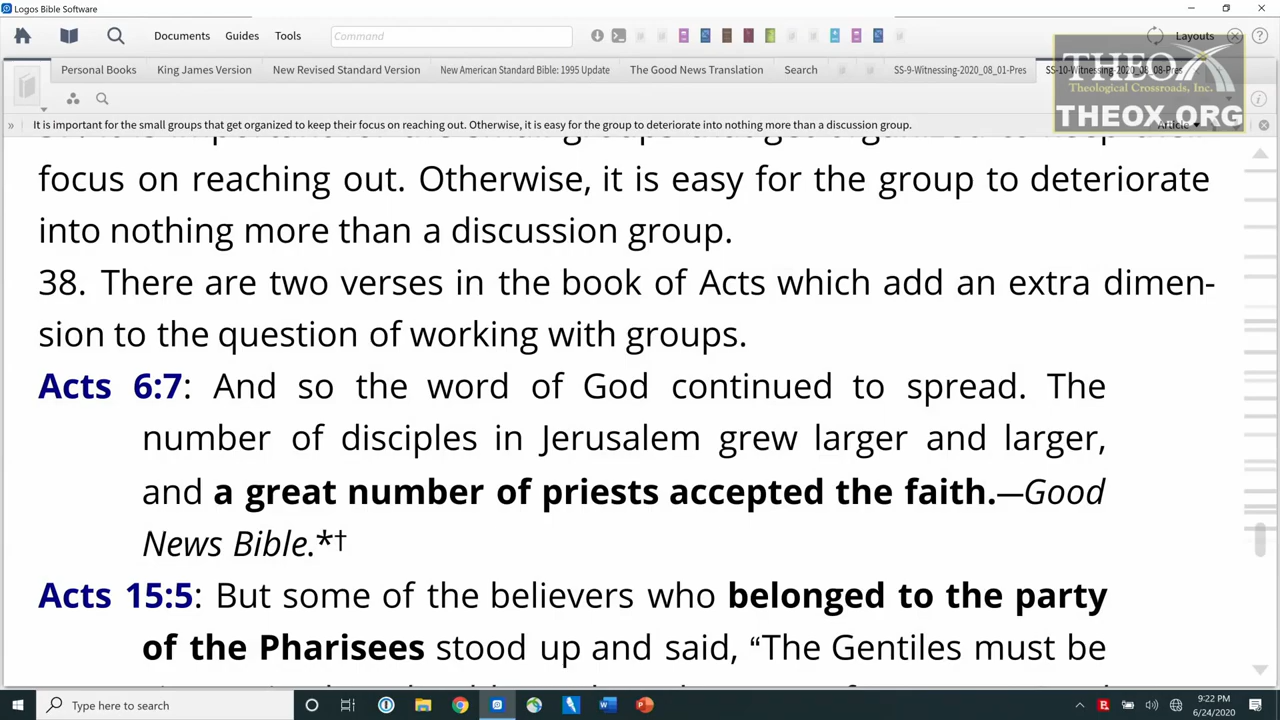 Logos Bible Software
Documents Guides Tools Command Layouts
Personal Books King James Version New Revised Stan scan Standard Bible: 1995 Update The Good News Translation Search SS-9-Witnessing-2020_08_01-Pres SS-10-Witnessing-2020_08_08-Pres
THEOX
Theological Crossroads, Inc.
THEOX.ORG
It is important for the small groups that get organized to keep their focus on reaching out. Otherwise, it is easy for the group to deteriorate into nothing more than a discussion group. Article
focus on reaching out. Otherwise, it is easy for the group to deteriorate
into nothing more than a discussion group.
38. There are two verses in the book of Acts which add an extra dimen-
sion to the question of working with groups.
Acts 6:7: And so the word of God continued to spread. The
number of disciples in Jerusalem grew larger and larger,
and a great number of priests accepted the faith.—Good
News Bible.*†
Acts 15:5: But some of the believers who belonged to the party
of the Pharisees stood up and said, “The Gentiles must be
Type here to search
9:22 PM
6/24/2020